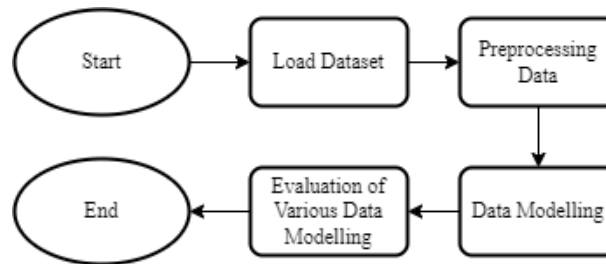 Start
Load Dataset
Preprocessing
Data
Data Modelling
Evaluation of
Various Data
Modelling
End